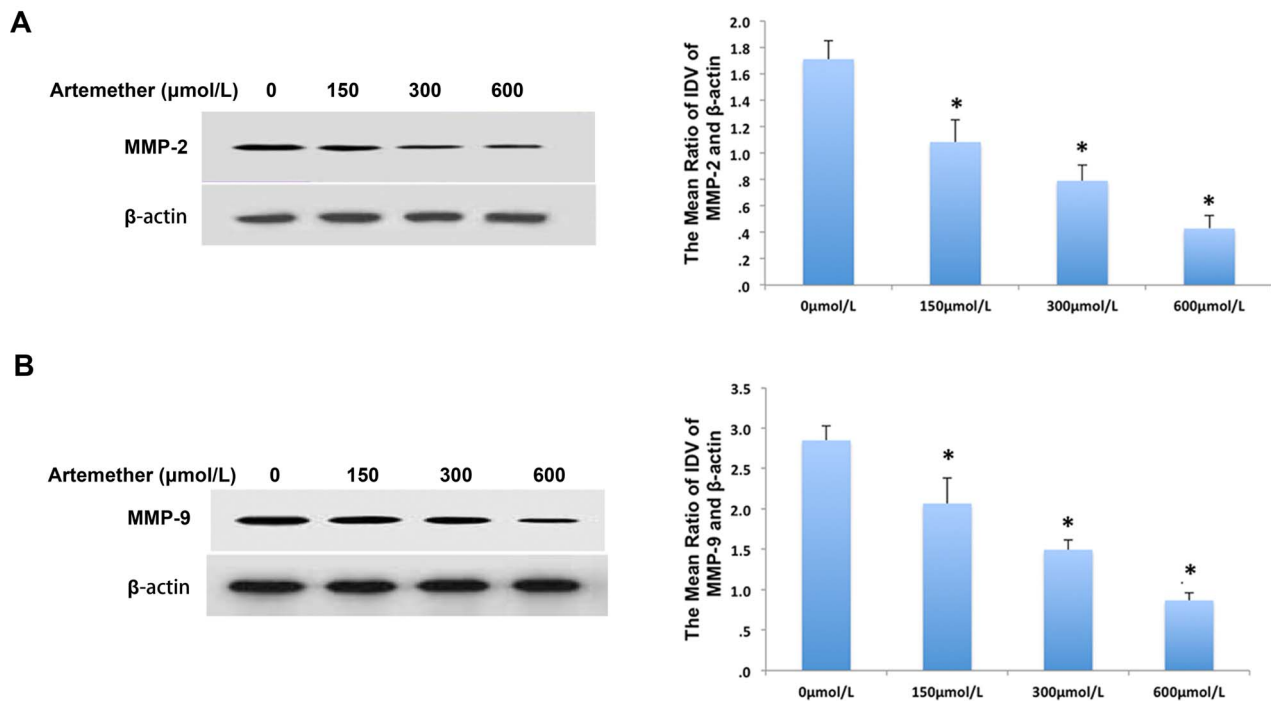 A
Artemether (µmol/L) 0 150 300 600
MMP-2
β-actin
The Mean Ratio of IDV of
MMP-2 and β-actin
2.0
1.8
1.6
1.4
1.2
1.0
.8
.6
.4
.2
.0
*
*
*
0µmol/L 150µmol/L 300µmol/L 600µmol/L
B
Artemether (µmol/L) 0 150 300 600
MMP-9
β-actin
The Mean Ratio of IDV of
MMP-9 and β-actin
3.5
3.0
2.5
2.0
1.5
1.0
.5
.0
*
*
*
0µmol/L 150µmol/L 300µmol/L 600µmol/L